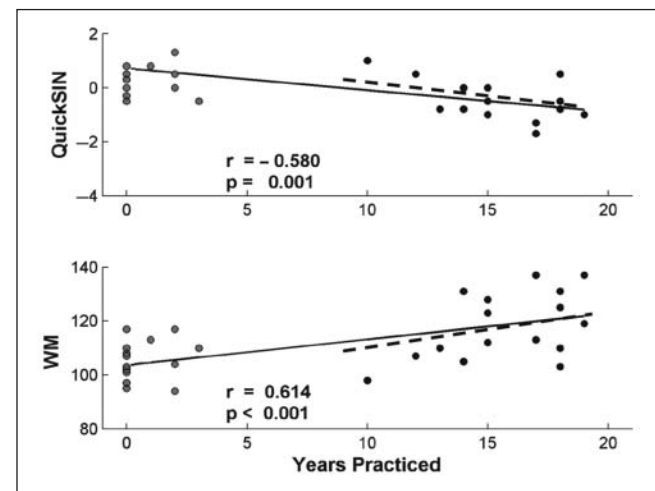 2
0
−2
−4
QuickSIN
r = − 0.580
p = 0.001
0 5 10 15 20
140
120
100
80
WM
r = 0.614
p < 0.001
0 5 10 15 20
Years Practiced